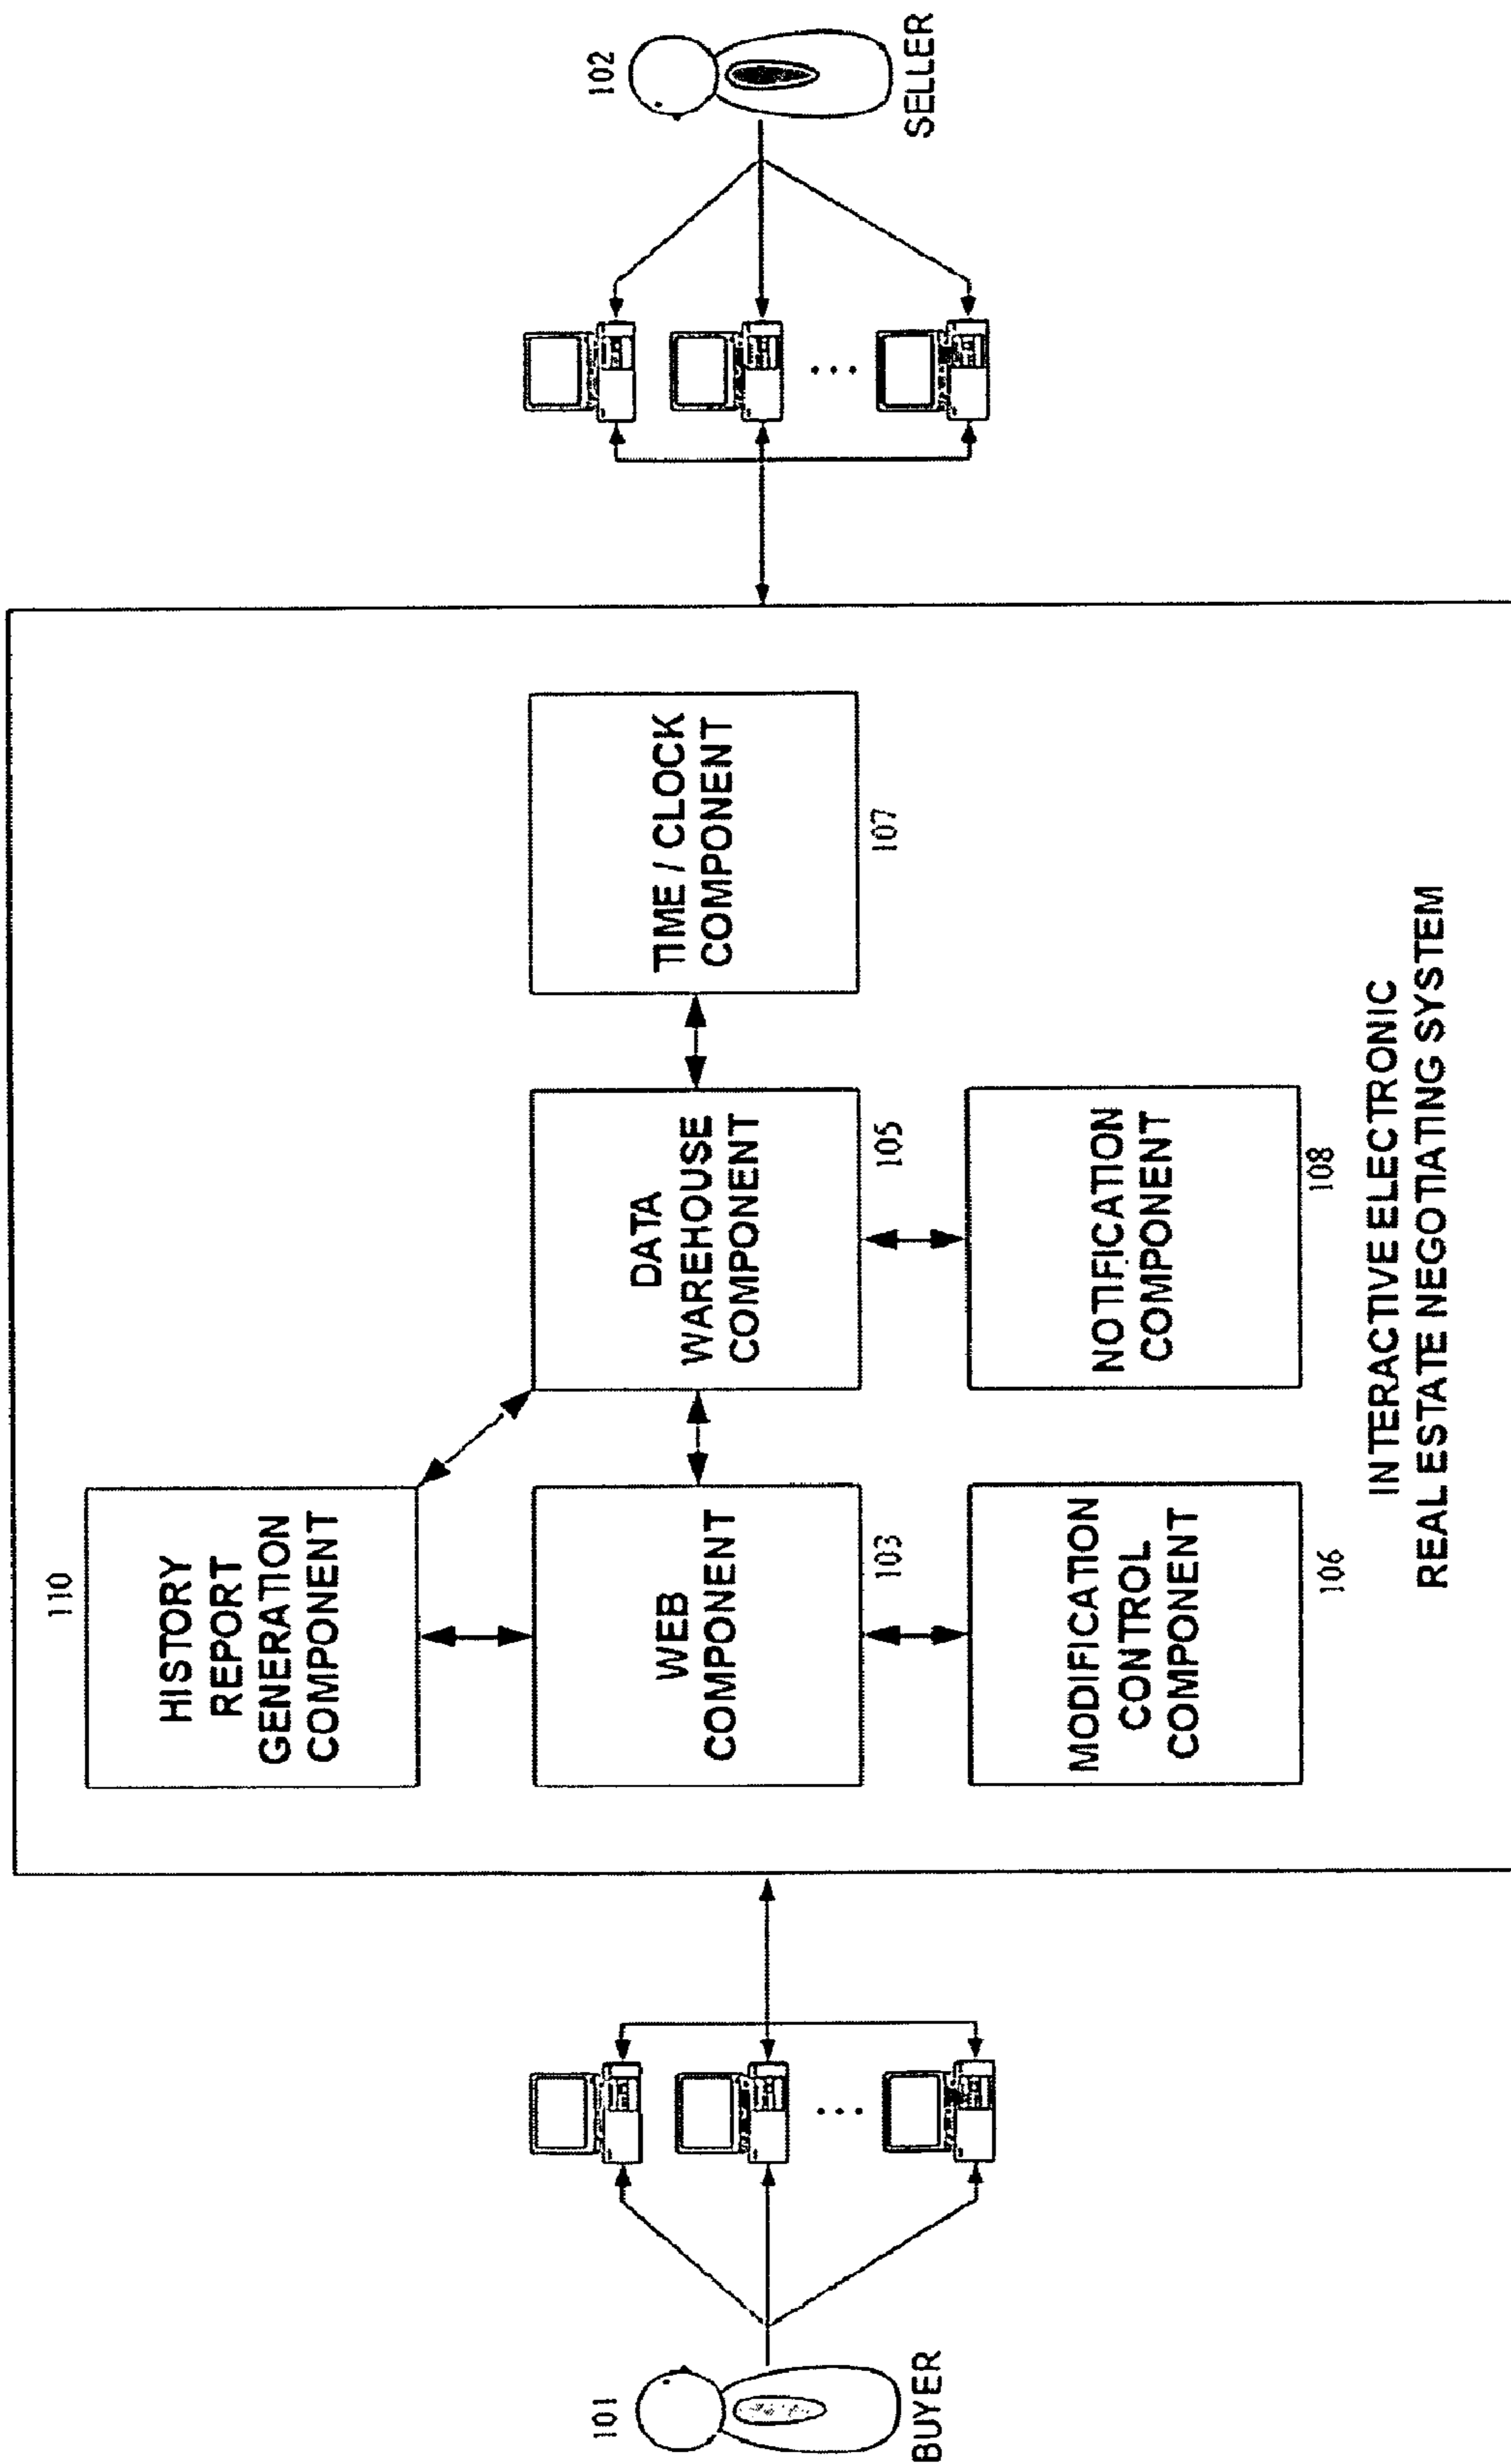 110
HISTORY
REPORT
GENERATION
COMPONENT
WEB
COMPONENT
103
MODIFICATION
CONTROL
COMPONENT
106
DATA
WAREHOUSE
COMPONENT
105
NOTIFICATION
COMPONENT
108
TIME / CLOCK
COMPONENT
107
INTERACTIVE ELECTRONIC
REAL ESTATE NEGOTIATING SYSTEM
101
BUYER
102
SELLER